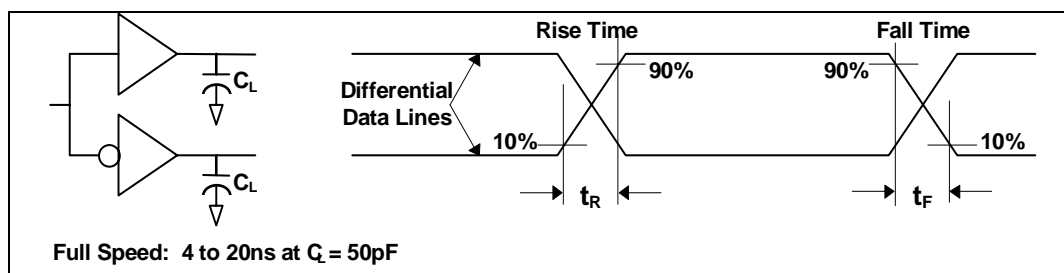 Rise Time
Fall Time
C_L
90%
90%
Differential
Data Lines
10%
10%
C_L
t_R
t_F
Full Speed: 4 to 20ns at C_L = 50pF